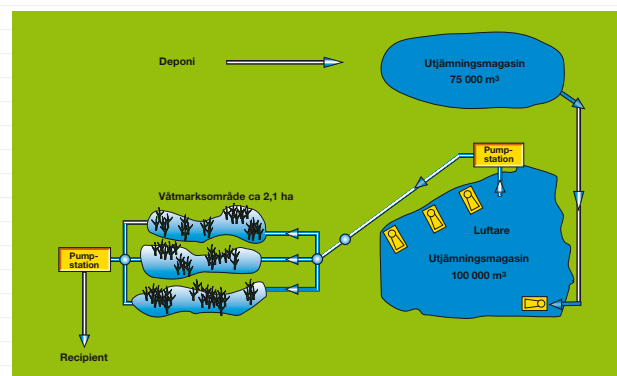 Deponi
Utjämningsmagasin
75 000 m³
Pump-
station
Våtmarksområde ca 2,1 ha
Luftare
Pump-
station
Utjämningsmagasin
100 000 m³
Recipient